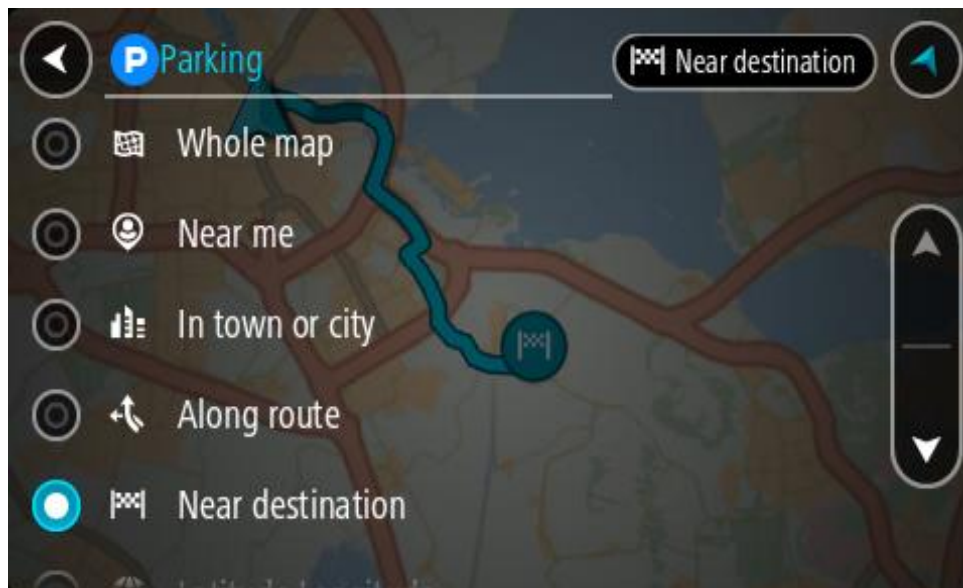 P Parking
Near destination
Whole map
Near me
In town or city
Along route
Near destination